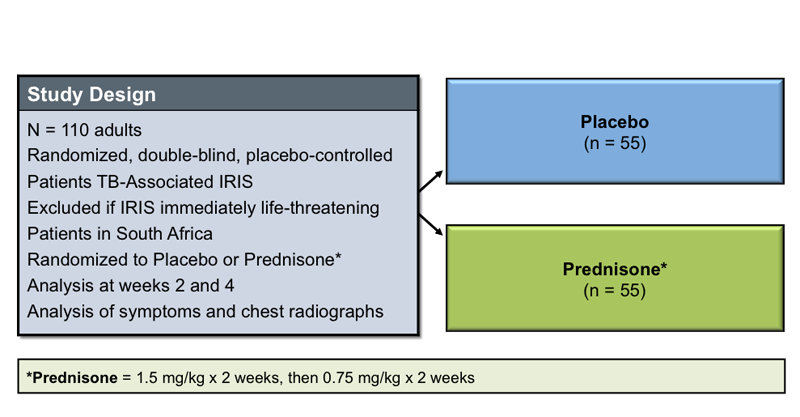 Study Design
N = 110 adults
Randomized, double-blind, placebo-controlled
Patients TB-Associated IRIS
Excluded if IRIS immediately life-threatening
Patients in South Africa
Randomized to Placebo or Prednisone*
Analysis at weeks 2 and 4
Analysis of symptoms and chest radiographs
Placebo
(n = 55)
Prednisone*
(n = 55)
*Prednisone = 1.5 mg/kg x 2 weeks, then 0.75 mg/kg x 2 weeks